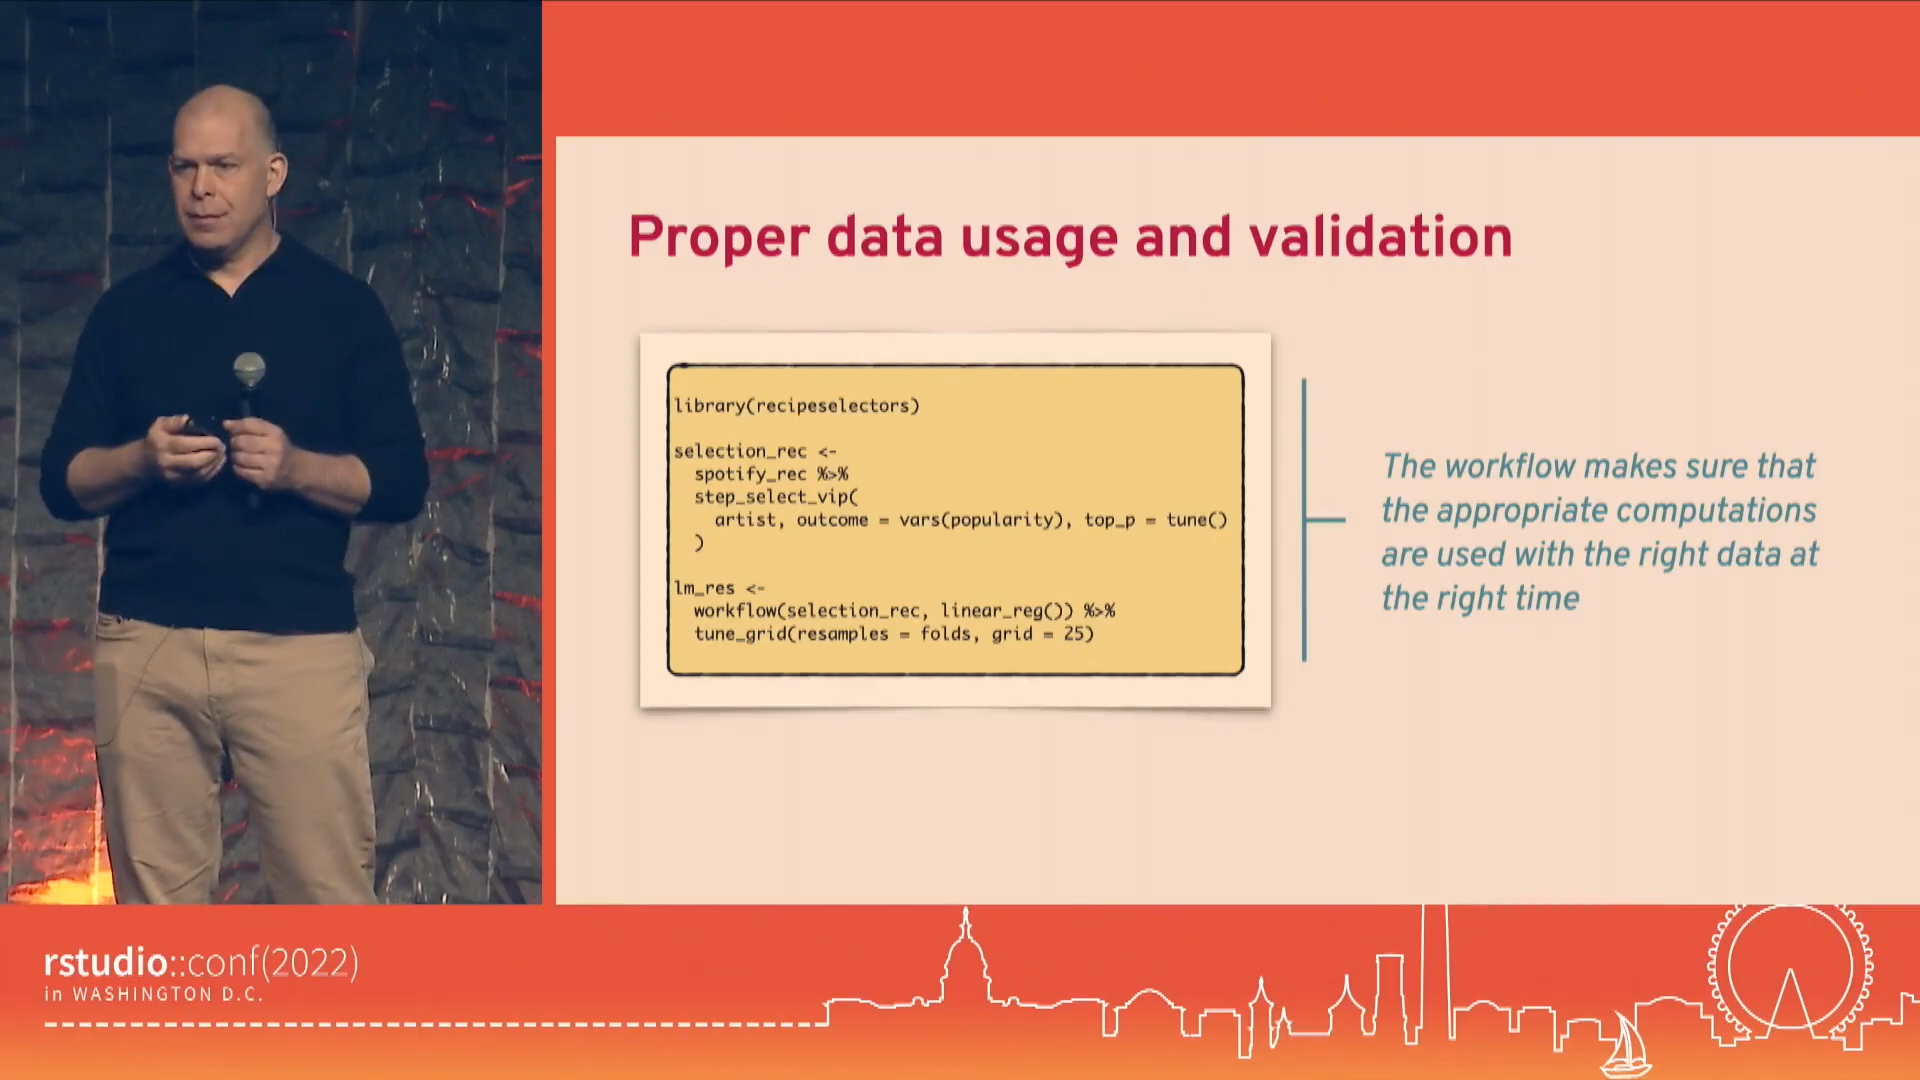 Proper data usage and validation
library(recipeselectors)
selection_rec <-
spotify_rec %>%
step_select_vip(
artist, outcome = vars(popularity), top_p = tune()
)
lm_res <-
workflow(selection_rec, linear_reg()) %>%
tune_grid(resamples = folds, grid = 25)
The workflow makes sure that
the appropriate computations
are used with the right data at
the right time
rstudio::conf(2022)
in WASHINGTON D.C.